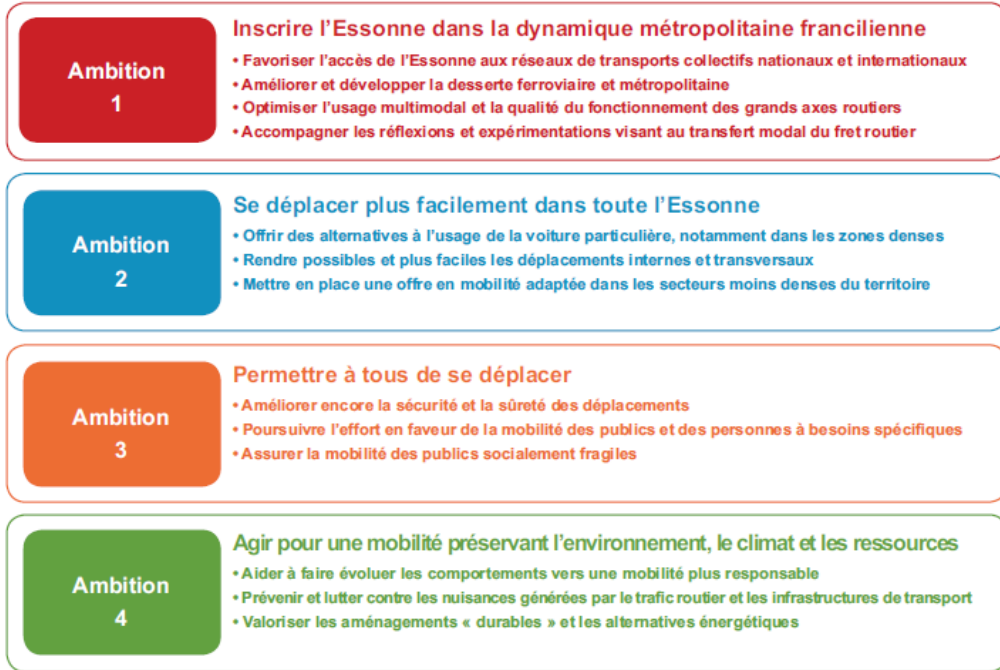 Ambition
1
Inscrire l’Essonne dans la dynamique métropolitaine francilienne
• Favoriser l’accès de l’Essonne aux réseaux de transports collectifs nationaux et internationaux
• Améliorer et développer la desserte ferroviaire et métropolitaine
• Optimiser l’usage multimodal et la qualité du fonctionnement des grands axes routiers
• Accompagner les réflexions et expérimentations visant au transfert modal du fret routier
Ambition
2
Se déplacer plus facilement dans toute l’Essonne
• Offrir des alternatives à l’usage de la voiture particulière, notamment dans les zones denses
• Rendre possibles et plus faciles les déplacements internes et transversaux
• Mettre en place une offre en mobilité adaptée dans les secteurs moins denses du territoire
Ambition
3
Permettre à tous de se déplacer
• Améliorer encore la sécurité et la sûreté des déplacements
• Poursuivre l’effort en faveur de la mobilité des publics et des personnes à besoins spécifiques
• Assurer la mobilité des publics socialement fragiles
Ambition
4
Agir pour une mobilité préservant l’environnement, le climat et les ressources
• Aider à faire évoluer les comportements vers une mobilité plus responsable
• Prévenir et lutter contre les nuisances générées par le trafic routier et les infrastructures de transport
• Valoriser les aménagements « durables » et les alternatives énergétiques